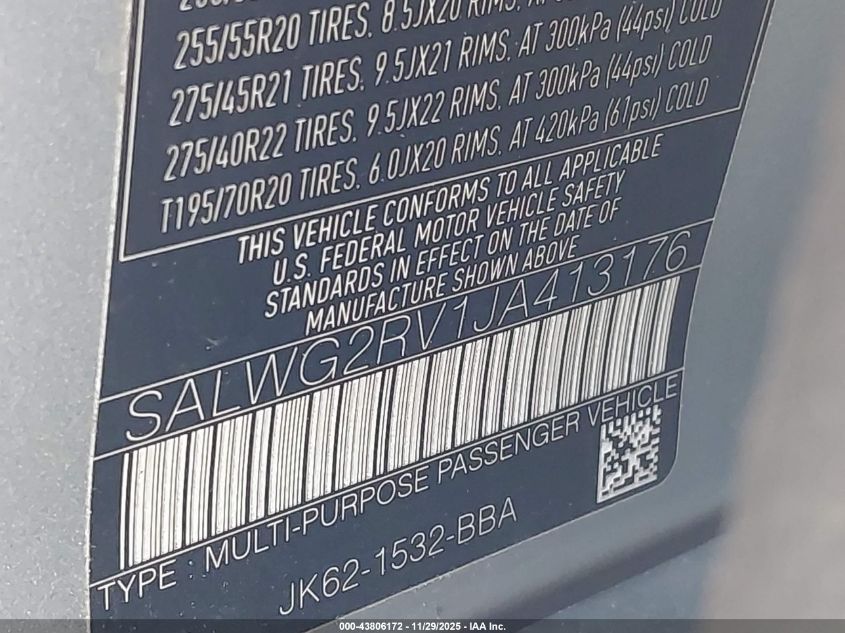 255/55R20 TIRES. 8.5JX20 RIMS. AT
275/45R21 TIRES. 9.5JX21 RIMS. AT 300kPa (44psi) COLD
275/40R22 TIRES. 9.5JX22 RIMS. AT 300kPa (44psi) COLD
T195/70R20 TIRES. 6.0JX20 RIMS. AT 420kPa (61psi) COLD
THIS VEHICLE CONFORMS TO ALL APPLICABLE
U.S. FEDERAL MOTOR VEHICLE SAFETY
STANDARDS IN EFFECT ON THE DATE OF
MANUFACTURE SHOWN ABOVE
SALWG2RV1JA413176
TYPE : MULTI-PURPOSE PASSENGER VEHICLE
JK62-1532-BBA
000-43806172 - 11/29/2025 - IAA Inc.